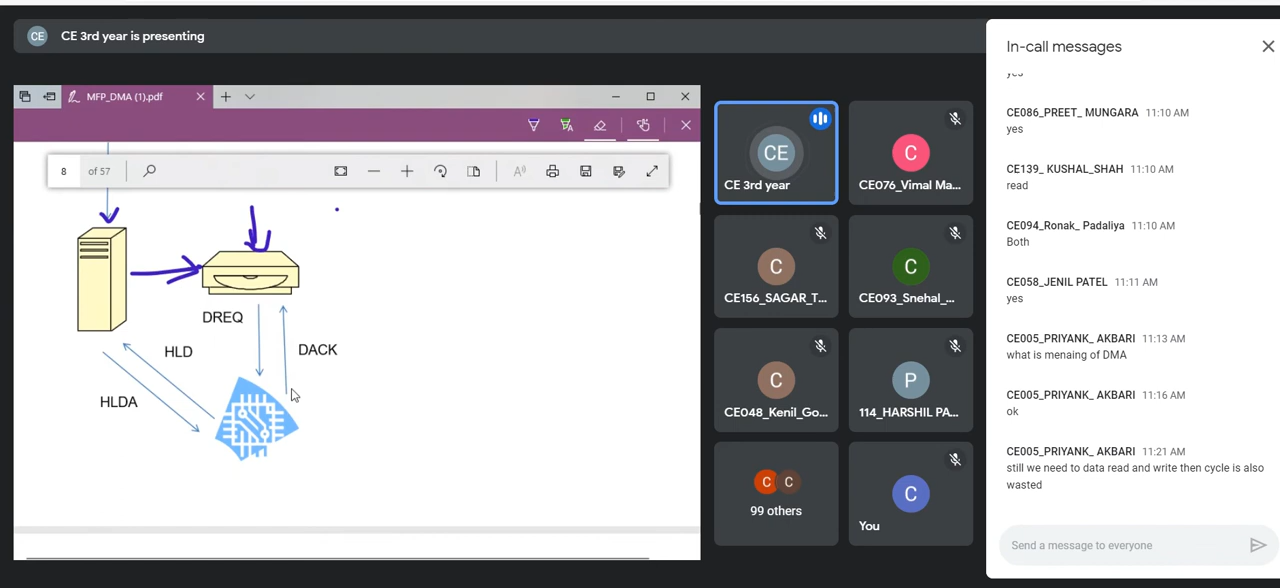 CE
CE 3rd year is presenting
MFP_DMA (1).pdf
8 of 57
DREQ
HLD
DACK
HLDA
CE
CE 3rd year
C
CE076_Vimal Ma...
C
CE156_SAGAR_T...
C
CE093_Snehal_...
C
CE048_Kenil_Go...
P
114_HARSHIL PA...
C C
99 others
C
You
In-call messages
yes
CE086_PREET_ MUNGARA 11:10 AM
yes
CE139_ KUSHAL_SHAH 11:10 AM
read
CE094_Ronak_ Padaliya 11:10 AM
Both
CE058_JENIL PATEL 11:11 AM
yes
CE005_PRIYANK_ AKBARI 11:13 AM
what is menaing of DMA
CE005_PRIYANK_ AKBARI 11:16 AM
ok
CE005_PRIYANK_ AKBARI 11:21 AM
still we need to data read and write then cycle is also
wasted
Send a message to everyone